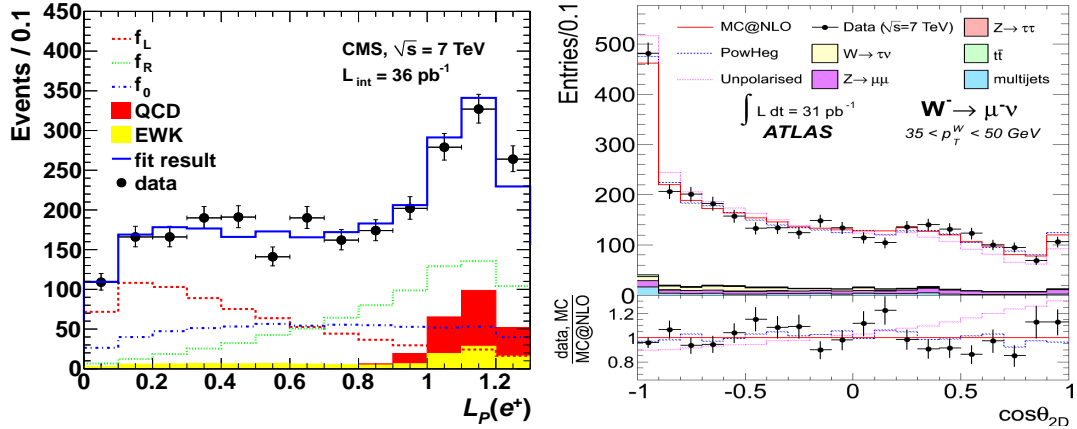 Events / 0.1
450
400
350
300
250
200
150
100
50
0
f_L
f_R
f_0
QCD
EWK
fit result
data
CMS, √s = 7 TeV
L_int = 36 pb⁻¹
0 0.2 0.4 0.6 0.8 1 1.2
L_P(e⁺)
Entries/0.1
500
400
300
200
100
0
MC@NLO
PowHeg
Unpolarised
Data (√s=7 TeV)
W→τν
Z→μμ
Z→ττ
tt̄
multijets
∫ L dt = 31 pb⁻¹
ATLAS
W⁻→ μ⁻ν
35 < p_T^W < 50 GeV
data, MC
MC@NLO
1.2
1
0.8
-1 -0.5 0 0.5 1
cosθ_2D